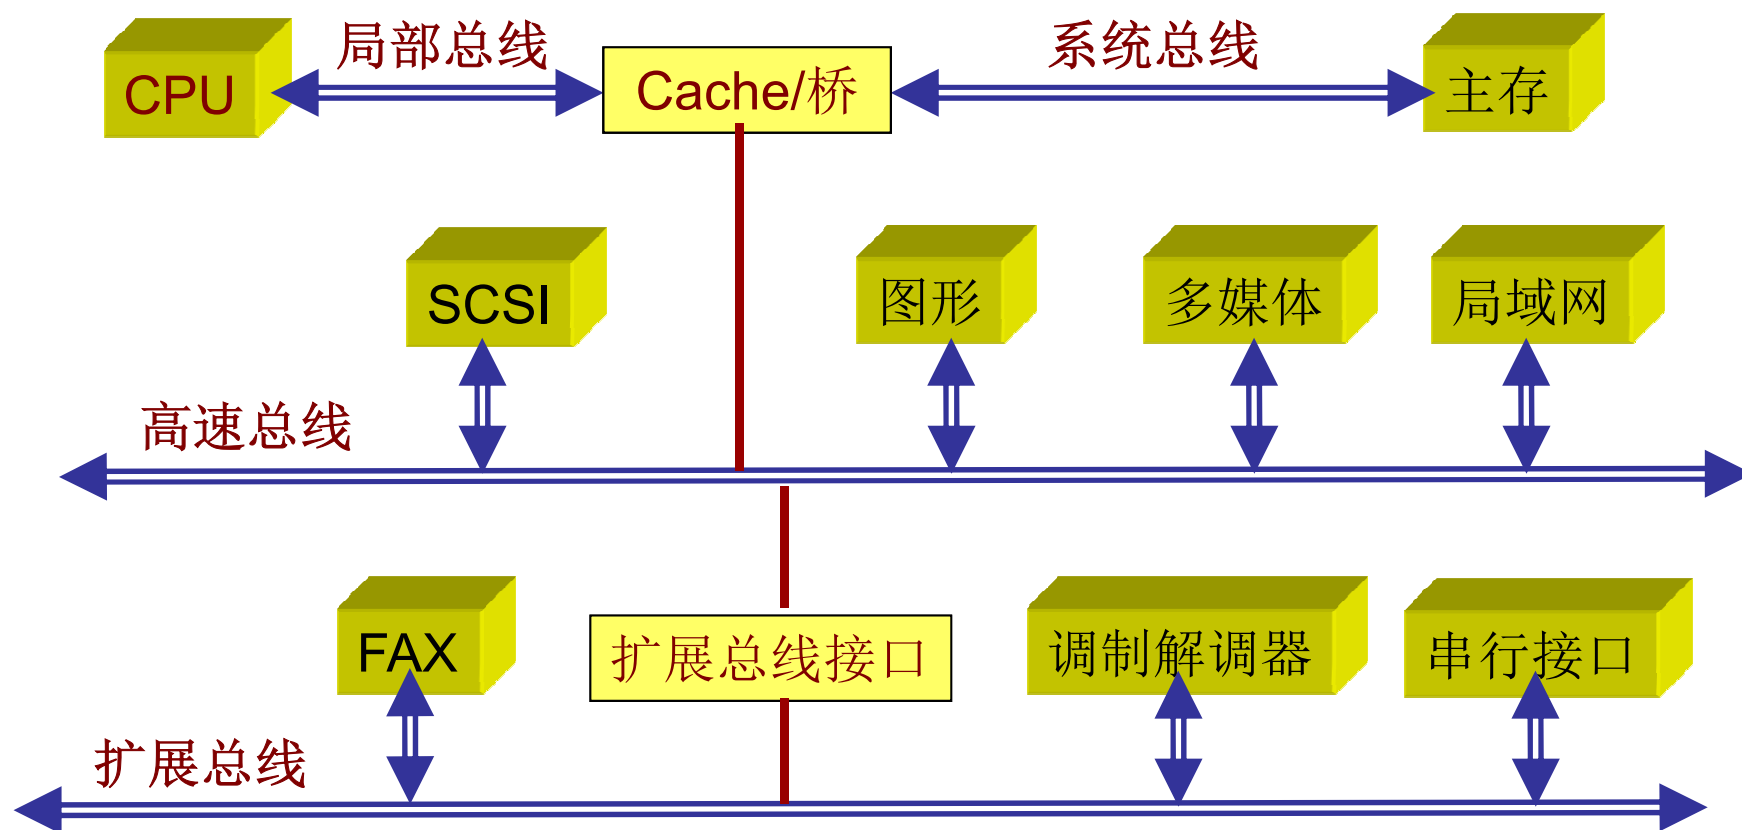 局部总线
系统总线
CPU
Cache/桥
主存
SCSI
图形
多媒体
局域网
高速总线
FAX
扩展总线接口
调制解调器
串行接口
扩展总线